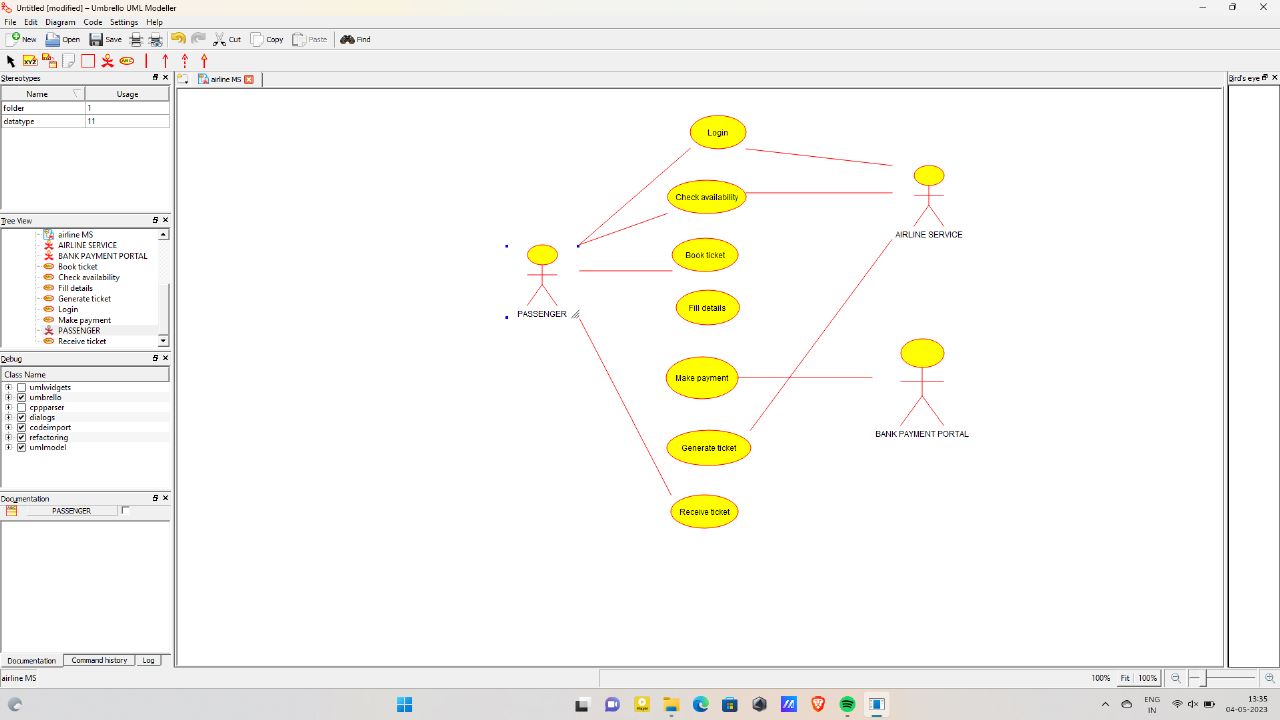 Untitled [modified] – Umbrello UML Modeller
File Edit Diagram Code Settings Help
New Open Save Cut Copy Paste Find
Stereotypes
airline MS
Bird's eye
Name Usage
folder 1
datatype 11
Tree View
airline MS
AIRLINE SERVICE
BANK PAYMENT PORTAL
Book ticket
Check availability
Fill details
Generate ticket
Login
Make payment
PASSENGER
Receive ticket
Debug
Class Name
umlwidgets
umbrello
cppparser
dialogs
codeimport
refactoring
umlmodel
Documentation
PASSENGER
Documentation Command history Log
Login
Check availability
AIRLINE SERVICE
Book ticket
Fill details
PASSENGER
Make payment
BANK PAYMENT PORTAL
Generate ticket
Receive ticket
airline MS
100% Fit 100%
ENG
IN
13:35
04-05-2023